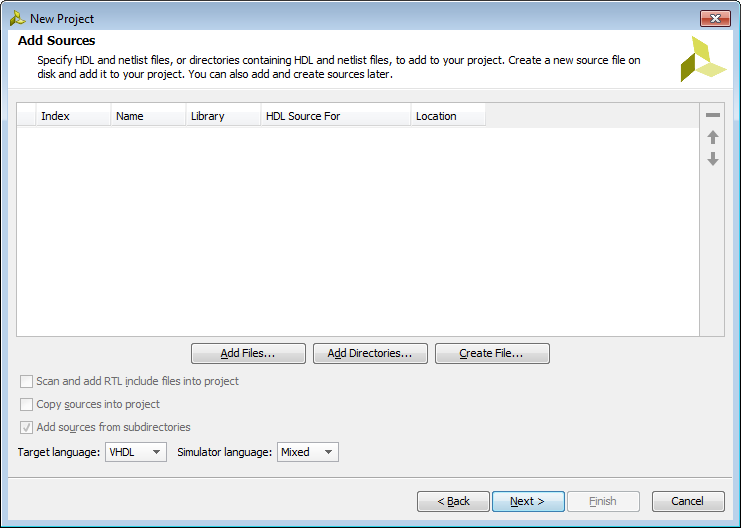 New Project
Add Sources
Specify HDL and netlist files, or directories containing HDL and netlist files, to add to your project. Create a new source file on
disk and add it to your project. You can also add and create sources later.
Index Name Library HDL Source For Location
Add Files... Add Directories... Create File...
Scan and add RTL include files into project
Copy sources into project
Add sources from subdirectories
Target language: VHDL Simulator language: Mixed
< Back Next > Finish Cancel